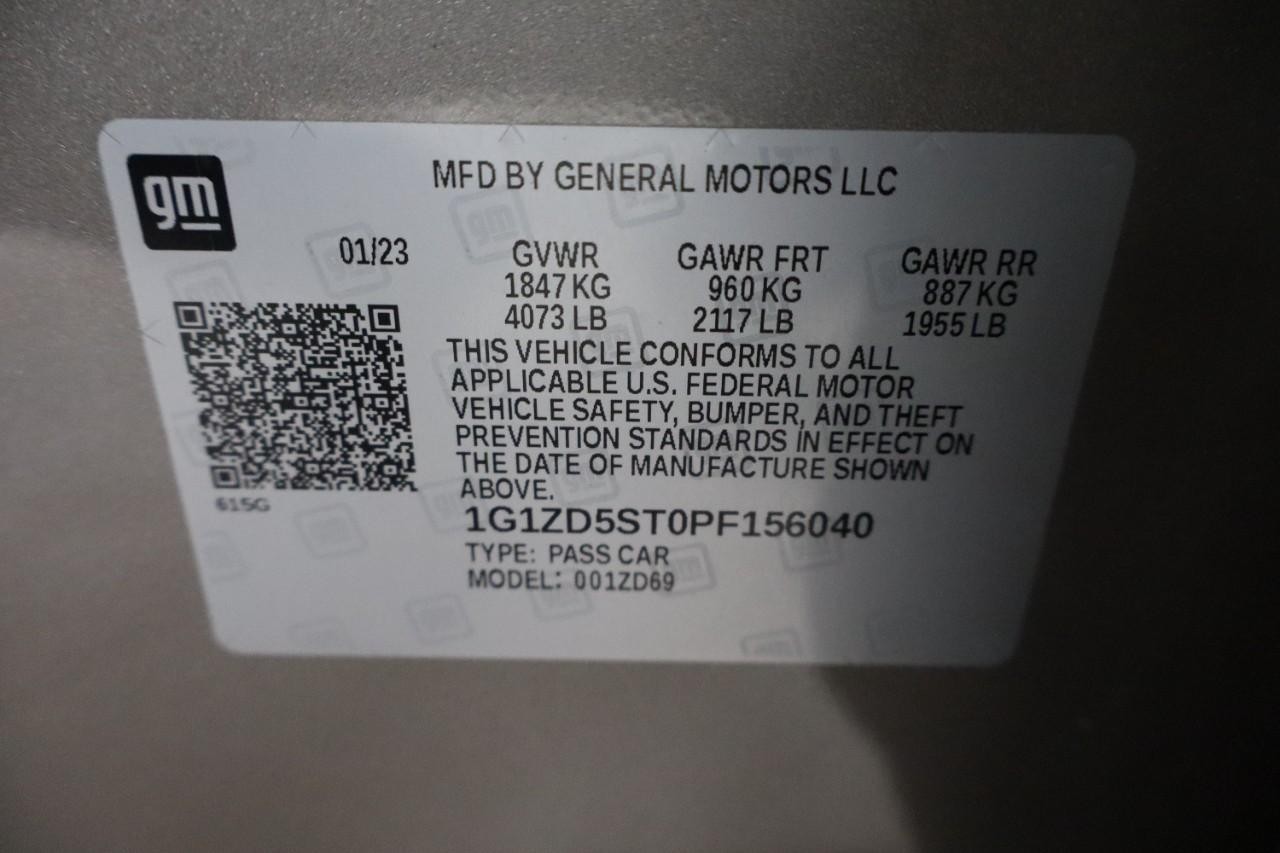 gm
MFD BY GENERAL MOTORS LLC
01/23 GVWR GAWR FRT GAWR RR
1847 KG 960 KG 887 KG
4073 LB 2117 LB 1955 LB
THIS VEHICLE CONFORMS TO ALL
APPLICABLE U.S. FEDERAL MOTOR
VEHICLE SAFETY, BUMPER, AND THEFT
PREVENTION STANDARDS IN EFFECT ON
THE DATE OF MANUFACTURE SHOWN
ABOVE.
615G
1G1ZD5ST0PF156040
TYPE: PASS CAR
MODEL: 001ZD69